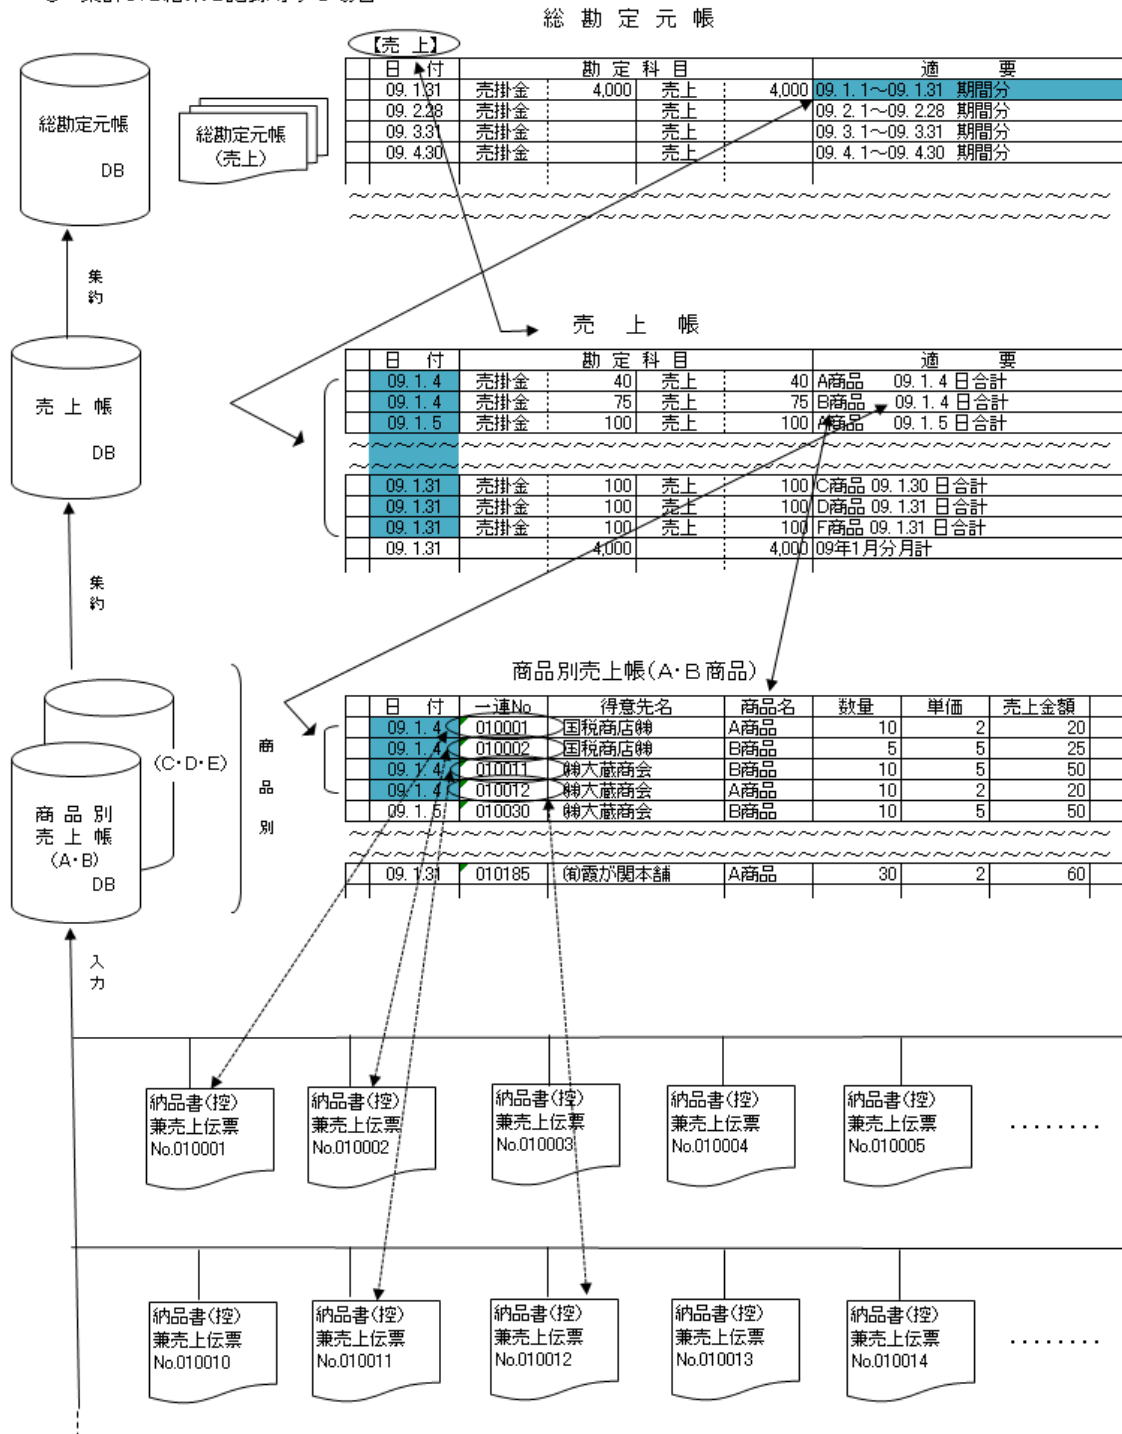 総 勘 定 元 帳
【売 上】
日 付 勘 定 科 目 適 要
09. 1.31 売掛金 4,000 売上 4,000 09. 1. 1～09. 1.31 期間分
09. 2.28 売掛金 売上 09. 2. 1～09. 2.28 期間分
09. 3.31 売掛金 売上 09. 3. 1～09. 3.31 期間分
09. 4.30 売掛金 売上 09. 4. 1～09. 4.30 期間分
総勘定元帳
DB
総勘定元帳
(売上)
集
約
売 上 帳
日 付 勘 定 科 目 適 要
09. 1. 4 売掛金 40 売上 40 A商品 09. 1. 4 日合計
09. 1. 4 売掛金 75 売上 75 B商品 09. 1. 4 日合計
09. 1. 5 売掛金 100 売上 100 A商品 09. 1. 5 日合計
09. 1.31 売掛金 100 売上 100 C商品 09. 1.30 日合計
09. 1.31 売掛金 100 売上 100 D商品 09. 1.31 日合計
09. 1.31 売掛金 100 売上 100 F商品 09. 1.31 日合計
09. 1.31 4,000 4,000 09年1月分月計
売 上 帳
DB
集
約
商品別売上帳(A・B商品)
日 付 一連No 得意先名 商品名 数量 単価 売上金額
09. 1. 4 010001 国税商店㈱ A商品 10 2 20
09. 1. 4 010002 国税商店㈱ B商品 5 5 25
09. 1. 4 010011 ㈱大蔵商会 B商品 10 5 50
09. 1. 4 010012 ㈱大蔵商会 A商品 10 2 20
09. 1. 5 010030 ㈱大蔵商会 B商品 10 5 50
09. 1.31 010185 ㈲霞が関本舗 A商品 30 2 60
(C・D・E)
商
品
別
商 品 別
売 上 帳
(A・B)
DB
入
力
納品書(控)
兼売上伝票
No.010001
納品書(控)
兼売上伝票
No.010002
納品書(控)
兼売上伝票
No.010003
納品書(控)
兼売上伝票
No.010004
納品書(控)
兼売上伝票
No.010005
‥‥‥‥
納品書(控)
兼売上伝票
No.010010
納品書(控)
兼売上伝票
No.010011
納品書(控)
兼売上伝票
No.010012
納品書(控)
兼売上伝票
No.010013
納品書(控)
兼売上伝票
No.010014
‥‥‥‥